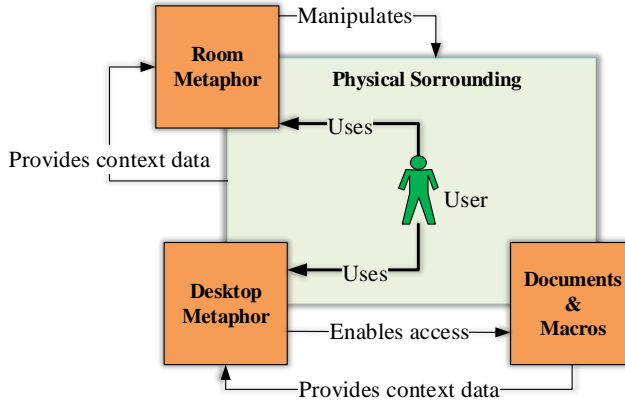 Manipulates
Room
Metaphor
Physical Sorrounding
Uses
Provides context data
User
Uses
Desktop
Metaphor
Documents
&
Macros
Enables access
Provides context data